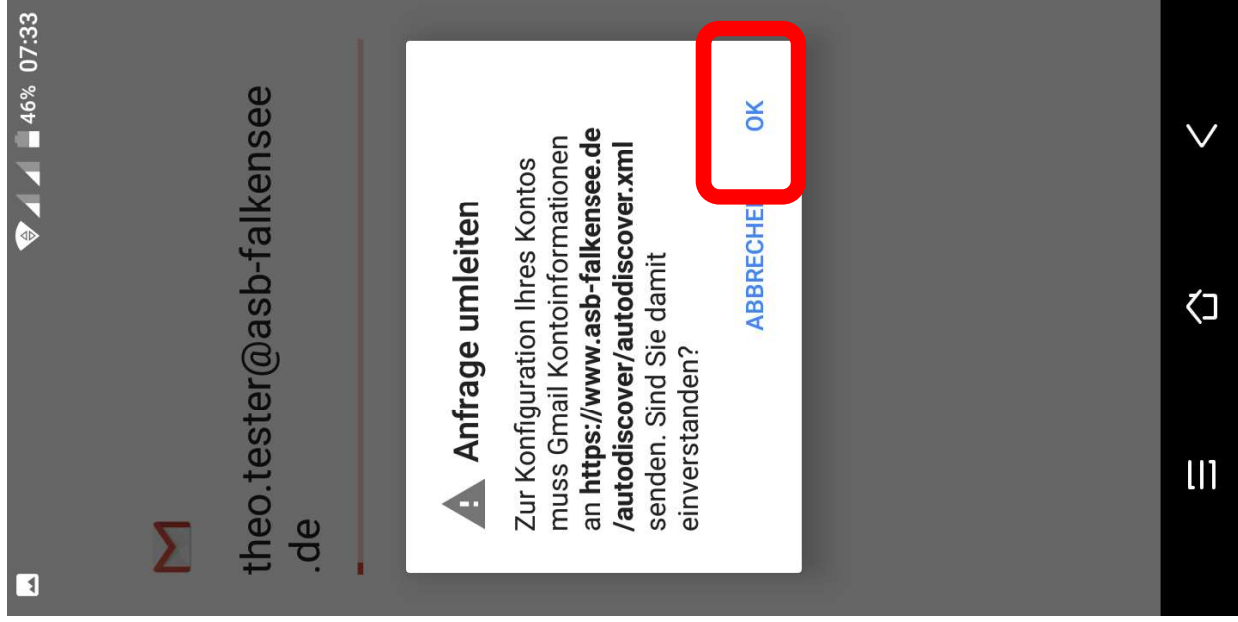 46% 07:33
theo.tester@asb-falkensee
.de
Anfrage umleiten
Zur Konfiguration Ihres Kontos
muss Gmail Kontoinformationen
an https://www.asb-falkensee.de
/autodiscover/autodiscover.xml
senden. Sind Sie damit
einverstanden?
ABBRECHEN OK